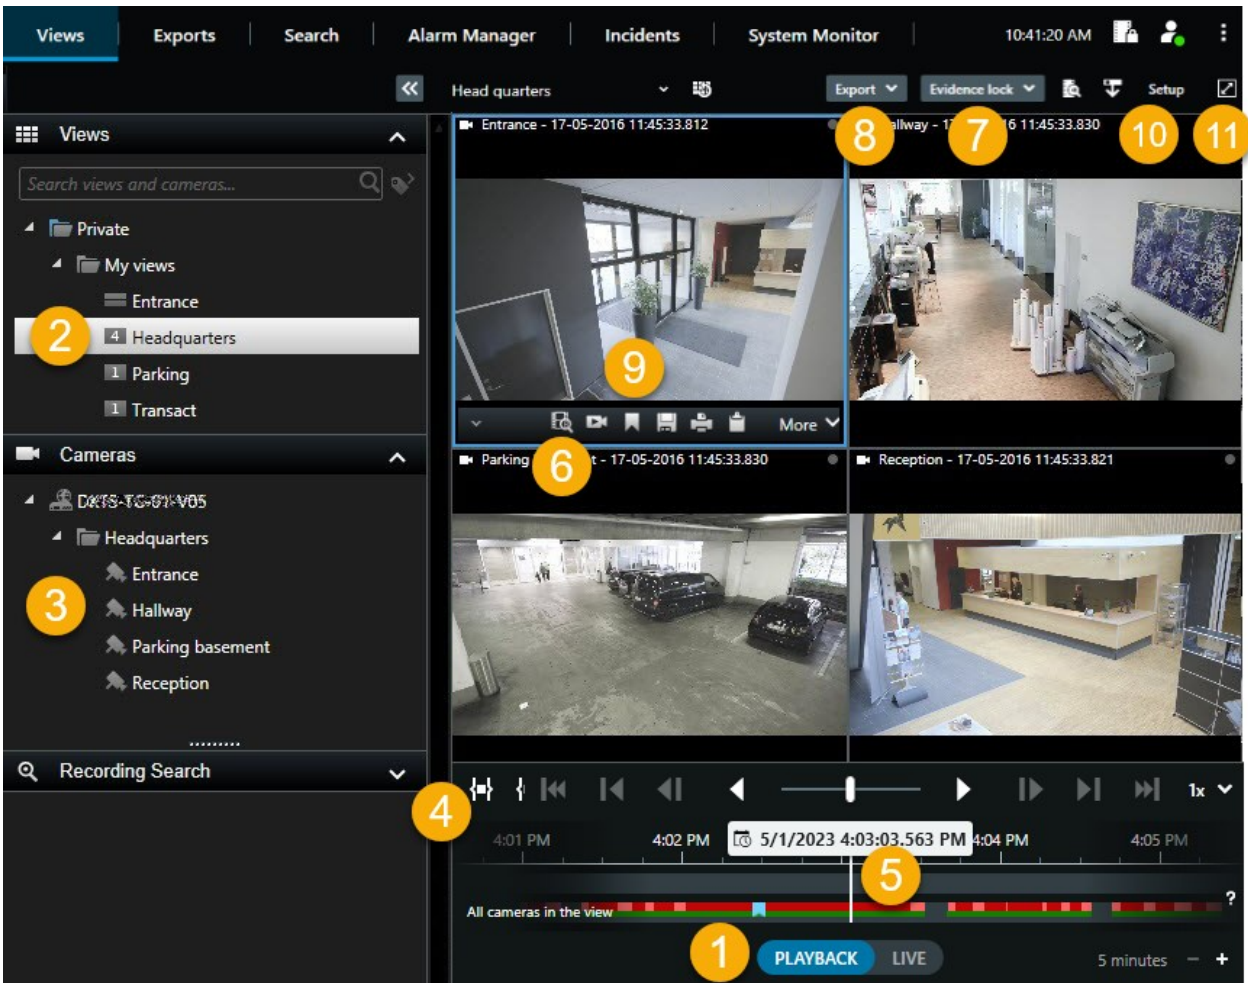 Views Exports Search Alarm Manager Incidents System Monitor 10:41:20 AM
Head quarters Export Evidence lock Setup
8 7 10 11
Views
Entrance - 17-05-2016 11:45:33.812
allway - 1 6 11:45:33.830
Search views and cameras...
Private
My views
Entrance
2
4 Headquarters
1 Parking
1 Transact
9
More
Cameras
Parking t - 17-05-2016 11:45:33.830
6
Reception - 17-05-2016 11:45:33.821
Headquarters
Entrance
3
Hallway
Parking basement
Reception
Recording Search
4
1x
4:01 PM 4:02 PM 5/1/2023 4:03:03.563 PM 4:04 PM 4:05 PM
5
All cameras in the view ?
1
PLAYBACK LIVE 5 minutes - +